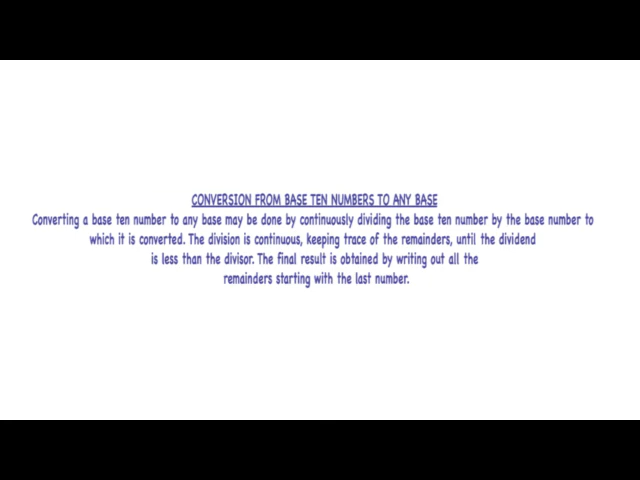 CONVERSION FROM BASE TEN NUMBERS TO ANY BASE
Converting a base ten number to any base may be done by continuously dividing the base ten number by the base number to
which it is converted. The division is continuous, keeping trace of the remainders, until the dividend
is less than the divisor. The final result is obtained by writing out all the
remainders starting with the last number.